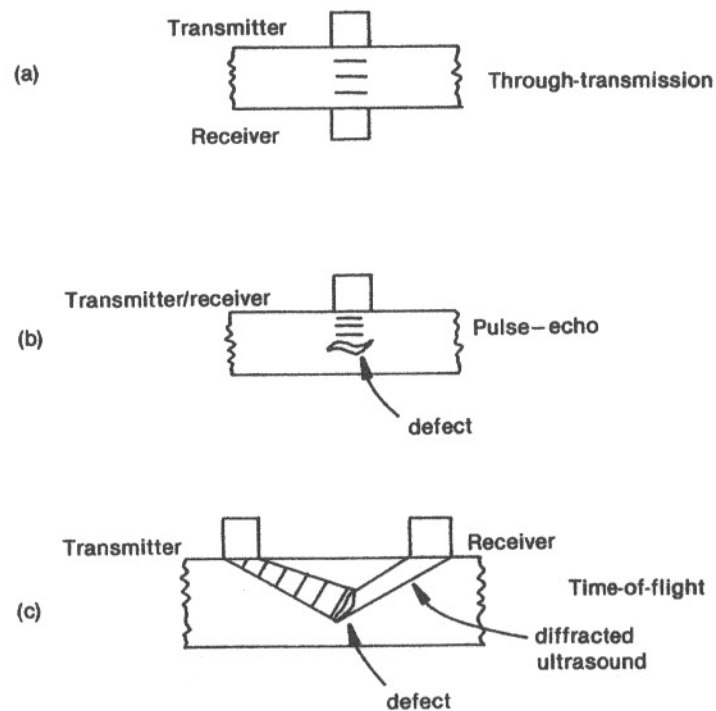 (a)
Transmitter
Through-transmission
Receiver
(b)
Transmitter/receiver
Pulse–echo
defect
(c)
Transmitter
Receiver
Time-of-flight
diffracted
ultrasound
defect